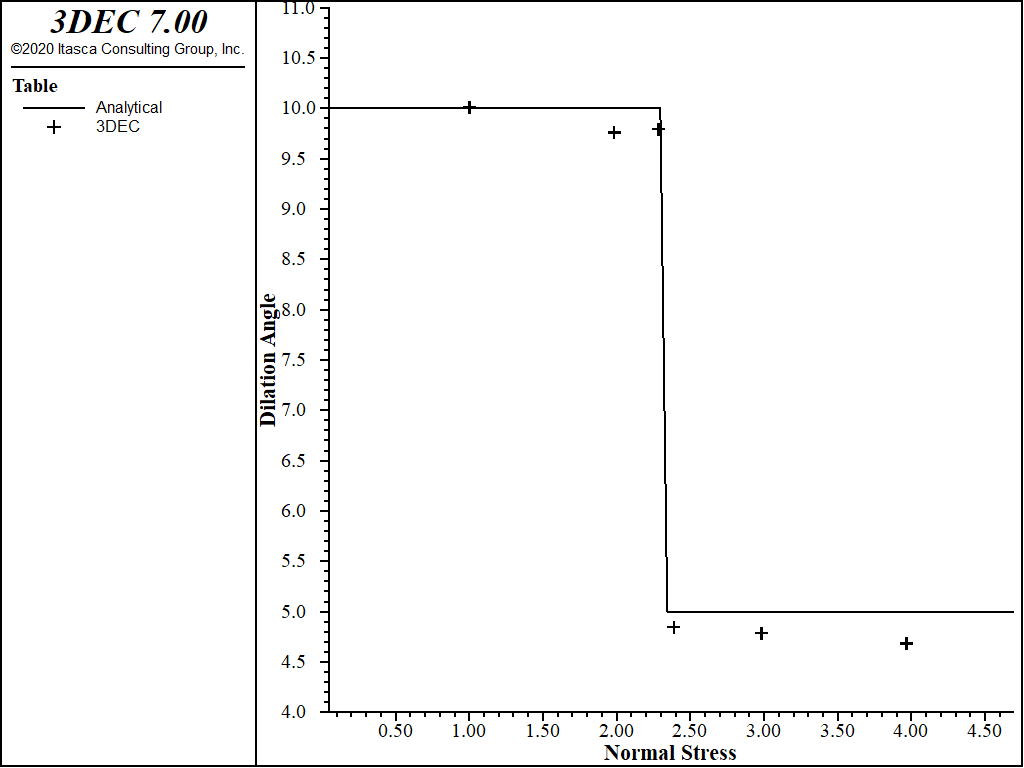 3DEC 7.00
©2020 Itasca Consulting Group, Inc.
Table
Analytical
3DEC
11.0
10.5
10.0
9.5
9.0
8.5
8.0
7.5
7.0
6.5
6.0
5.5
5.0
4.5
4.0
Dilation Angle
0.50 1.00 1.50 2.00 2.50 3.00 3.50 4.00 4.50
Normal Stress